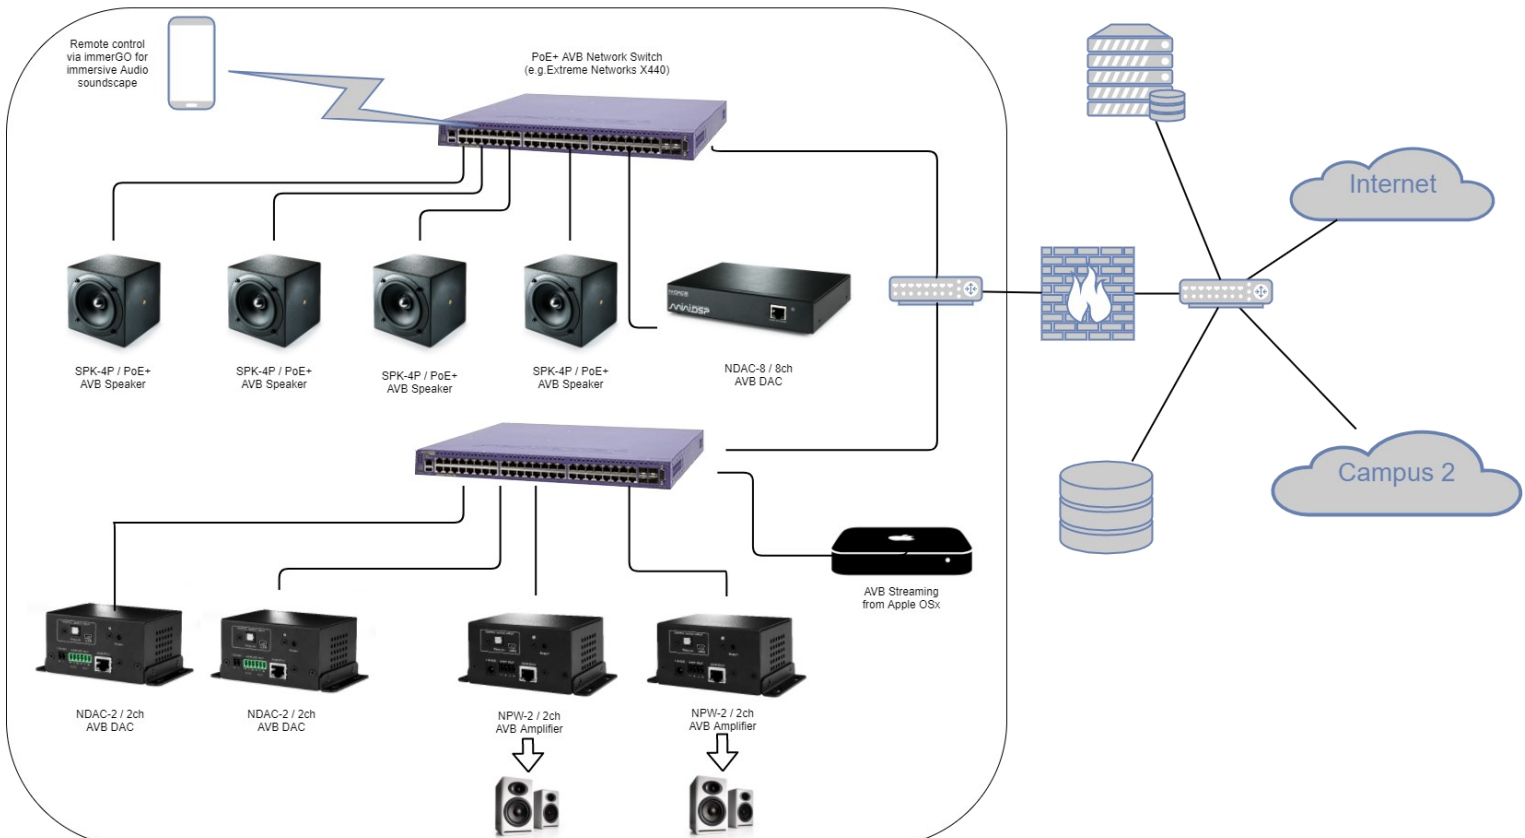 Remote control
via immerGO for
immersive Audio
soundscape
PoE+ AVB Network Switch
(e.g.Extreme Networks X440)
Internet
miniDSP
SPK-4P / PoE+
AVB Speaker
SPK-4P / PoE+
AVB Speaker
SPK-4P / PoE+
AVB Speaker
SPK-4P / PoE+
AVB Speaker
NDAC-8 / 8ch
AVB DAC
Campus 2
AVB Streaming
from Apple OSx
NDAC-2 / 2ch
AVB DAC
NDAC-2 / 2ch
AVB DAC
NPW-2 / 2ch
AVB Amplifier
NPW-2 / 2ch
AVB Amplifier